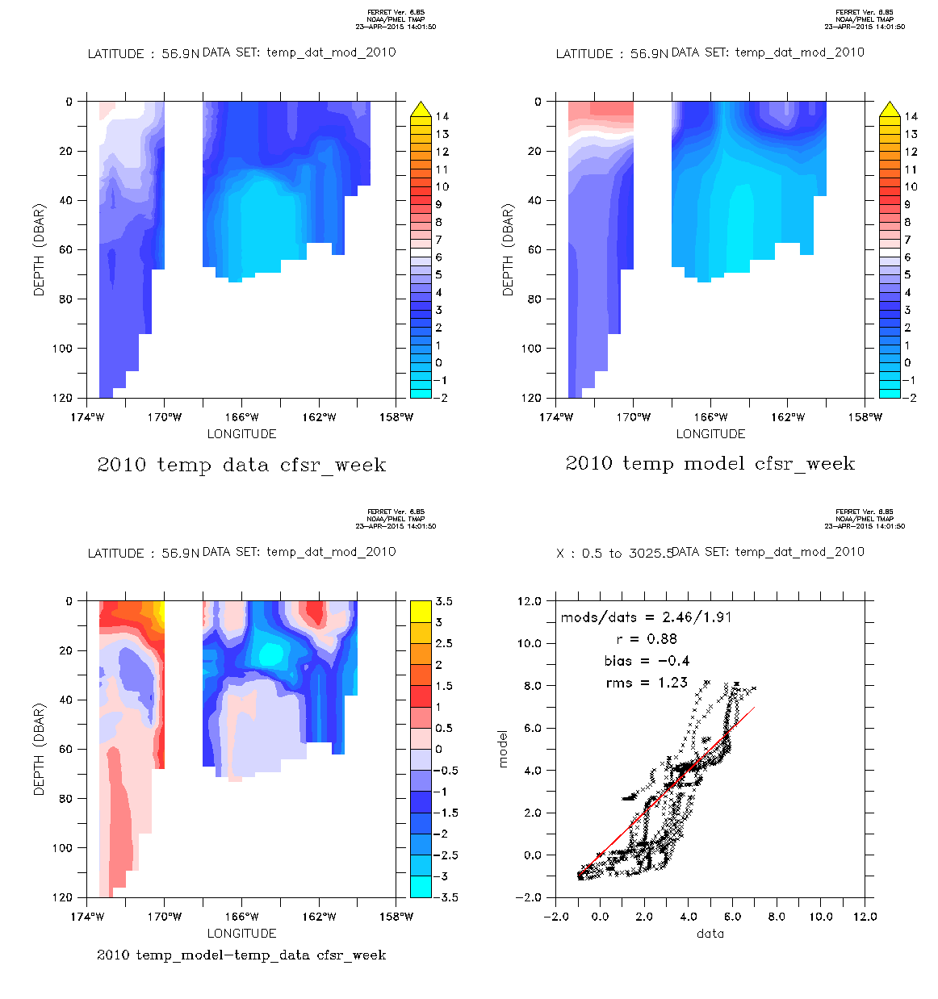 FERRET Ver. 6.85
NOAA/PMEL TMAP
23-APR-2015 14:01:50
LATITUDE : 56.9N DATA SET: temp_dat_mod_2010
0
20
40
60
80
100
120
DEPTH (DBAR)
174°W 170°W 166°W 162°W 158°W
LONGITUDE
14
13
12
11
10
9
8
7
6
5
4
3
2
1
0
-1
-2
2010 temp data cfsr_week
FERRET Ver. 6.85
NOAA/PMEL TMAP
23-APR-2015 14:01:50
LATITUDE : 56.9N DATA SET: temp_dat_mod_2010
0
20
40
60
80
100
120
DEPTH (DBAR)
174°W 170°W 166°W 162°W 158°W
LONGITUDE
14
13
12
11
10
9
8
7
6
5
4
3
2
1
0
-1
-2
2010 temp model cfsr_week
FERRET Ver. 6.85
NOAA/PMEL TMAP
23-APR-2015 14:01:50
LATITUDE : 56.9N DATA SET: temp_dat_mod_2010
0
20
40
60
80
100
120
DEPTH (DBAR)
174°W 170°W 166°W 162°W 158°W
LONGITUDE
3.5
3
2.5
2
1.5
1
0.5
0
-0.5
-1
-1.5
-2
-2.5
-3
-3.5
2010 temp_model-temp_data cfsr_week
FERRET Ver. 6.85
NOAA/PMEL TMAP
23-APR-2015 14:01:50
X : 0.5 to 3025.5 DATA SET: temp_dat_mod_2010
mods/dats = 2.46/1.91
r = 0.88
bias = -0.4
rms = 1.23
12.0
10.0
8.0
6.0
4.0
2.0
0.0
-2.0
model
-2.0 0.0 2.0 4.0 6.0 8.0 10.0 12.0
data